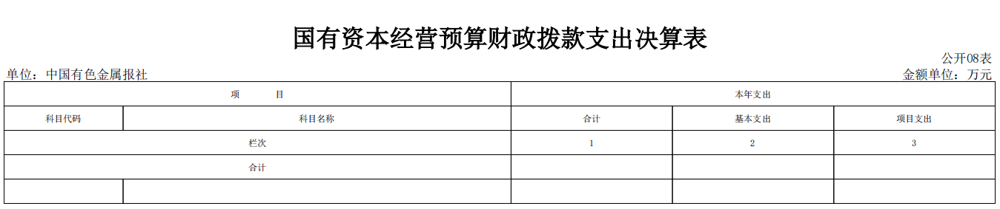 国有资本经营预算财政拨款支出决算表
公开08表
单位：中国有色金属报社 金额单位：万元
项 目 本年支出
科目代码 科目名称 合计 基本支出 项目支出
栏次 1 2 3
合计